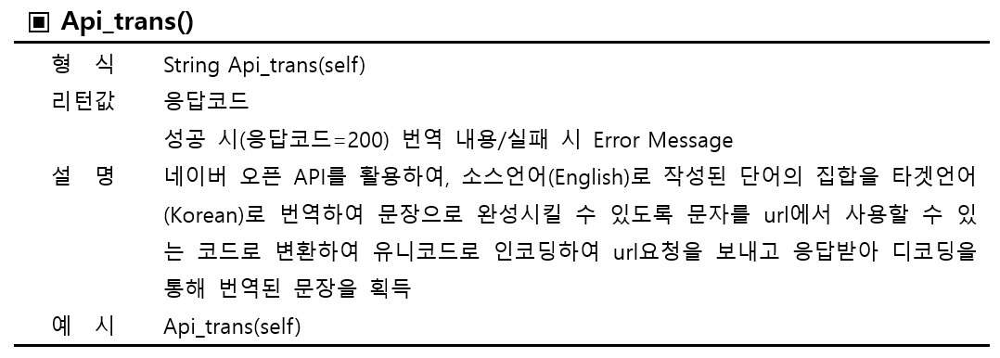 ▣ Api_trans()
형 식 String Api_trans(self)
리턴값 응답코드
성공 시(응답코드=200) 번역 내용/실패 시 Error Message
설 명 네이버 오픈 API를 활용하여, 소스언어(English)로 작성된 단어의 집합을 타겟언어
(Korean)로 번역하여 문장으로 완성시킬 수 있도록 문자를 url에서 사용할 수 있
는 코드로 변환하여 유니코드로 인코딩하여 url요청을 보내고 응답받아 디코딩을
통해 번역된 문장을 획득
예 시 Api_trans(self)